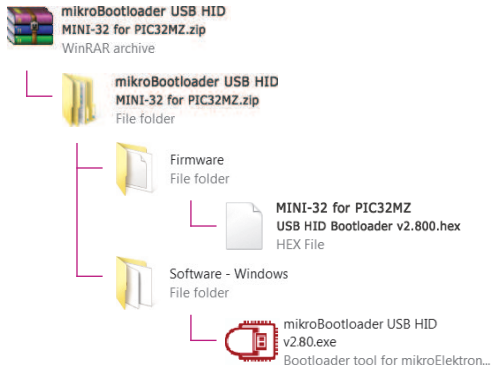 mikroBootloader USB HID
MINI-32 for PIC32MZ.zip
WinRAR archive
mikroBootloader USB HID
MINI-32 for PIC32MZ.zip
File folder
Firmware
File folder
MINI-32 for PIC32MZ
USB HID Bootloader v2.800.hex
HEX File
Software - Windows
File folder
mikroBootloader USB HID
v2.80.exe
Bootloader tool for mikroElektron...